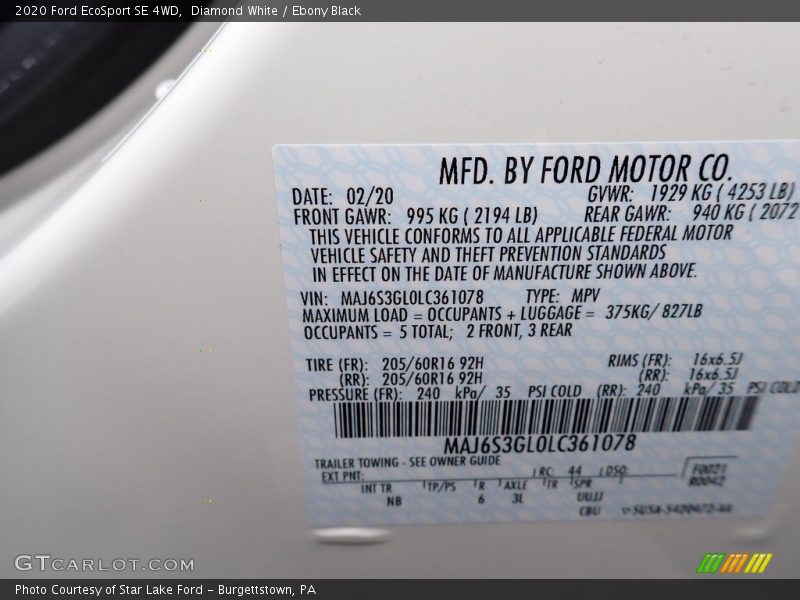 2020 Ford EcoSport SE 4WD, Diamond White / Ebony Black
MFD. BY FORD MOTOR CO.
DATE: 02/20 GVWR: 1929 KG ( 4253 LB)
FRONT GAWR: 995 KG ( 2194 LB) REAR GAWR: 940 KG ( 2072
THIS VEHICLE CONFORMS TO ALL APPLICABLE FEDERAL MOTOR
VEHICLE SAFETY AND THEFT PREVENTION STANDARDS
IN EFFECT ON THE DATE OF MANUFACTURE SHOWN ABOVE.
VIN: MAJ6S3GL0LC361078 TYPE: MPV
MAXIMUM LOAD = OCCUPANTS + LUGGAGE = 375KG/ 827LB
OCCUPANTS = 5 TOTAL; 2 FRONT, 3 REAR
TIRE (FR): 205/60R16 92H RIMS (FR): 16x6.5J
(RR): 205/60R16 92H (RR): 16x6.5J
PRESSURE (FR): 240 kPa/ 35 PSI COLD (RR): 240 kPa/ 35 PSI COLD
MAJ6S3GL0LC361078
TRAILER TOWING - SEE OWNER GUIDE
EXT PNT: RC: 44 DSO:
INT TR TP/PS R AXLE TR SPR
NB 6 3L UUJJ
CBU
GTCARLOT.COM
Photo Courtesy of Star Lake Ford - Burgettstown, PA